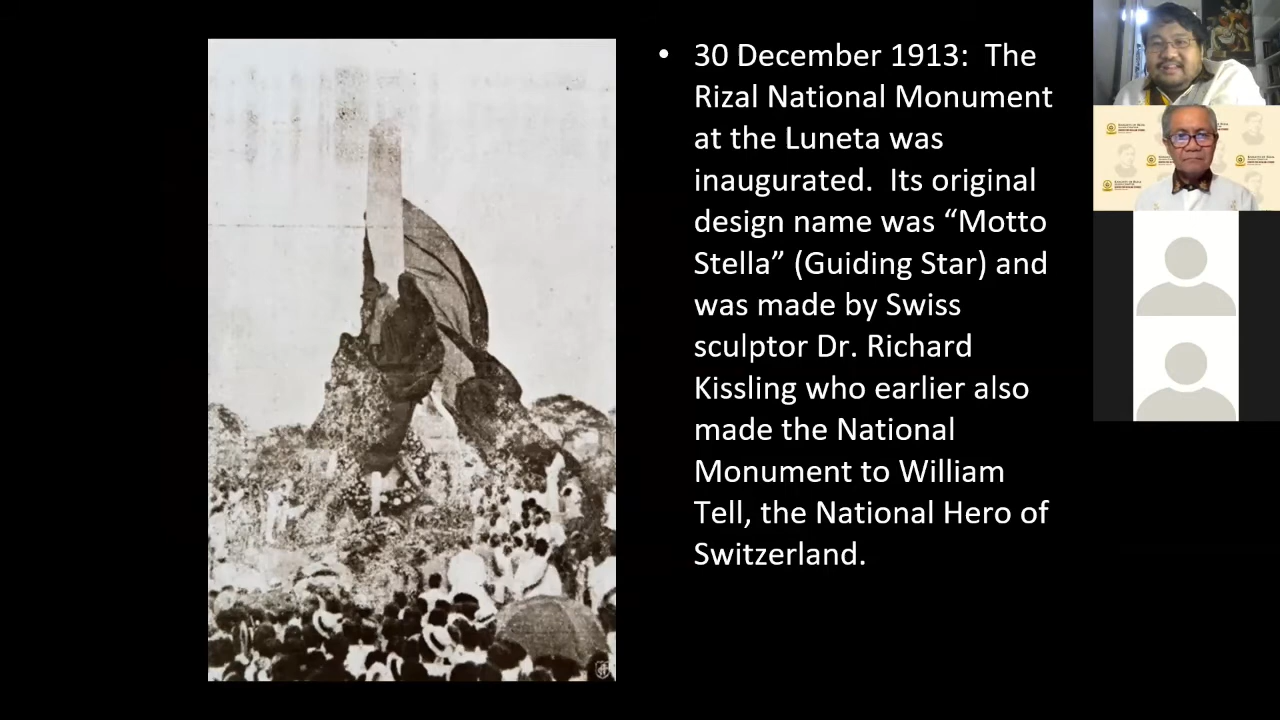 • 30 December 1913:  The
Rizal National Monument
at the Luneta was
inaugurated.  Its original
design name was “Motto
Stella” (Guiding Star) and
was made by Swiss
sculptor Dr. Richard
Kissling who earlier also
made the National
Monument to William
Tell, the National Hero of
Switzerland.